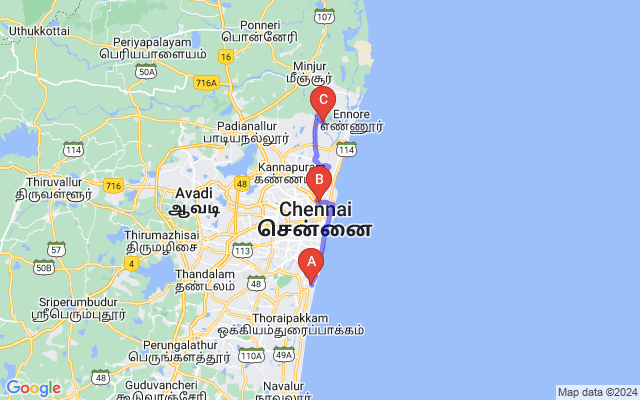 107
Ponneri
பொன்னேரி
Uthukkottai
Periyapalayam
பெரியபாளையம்
16
Minjur
மீஞ்சூர்
50A
716A
C
Ennore
எண்ணூர்
Padianallur
பாடியநல்லூர்
114
114
Kannapuram
கண்ண
Thiruvallur
திருவள்ளூர்
716
48
B
Avadi
ஆவடி
Chennai
சென்னை
Thirumazhisai
திருமழிசை
57
113
4
50B
A
Thandalam
தண்டலம்
48
48
Sriperumbudur
ஸ்ரீபெரும்புதூர்
Thoraipakkam
ஒக்கியம்துரைப்பாக்கம்
Perungalathur
பெருங்களத்தூர்
110A
49A
48
Guduvancheri
கூடுவாஞ்சேரி
Navalur
நாவலூர்
Google
Map data ©2024